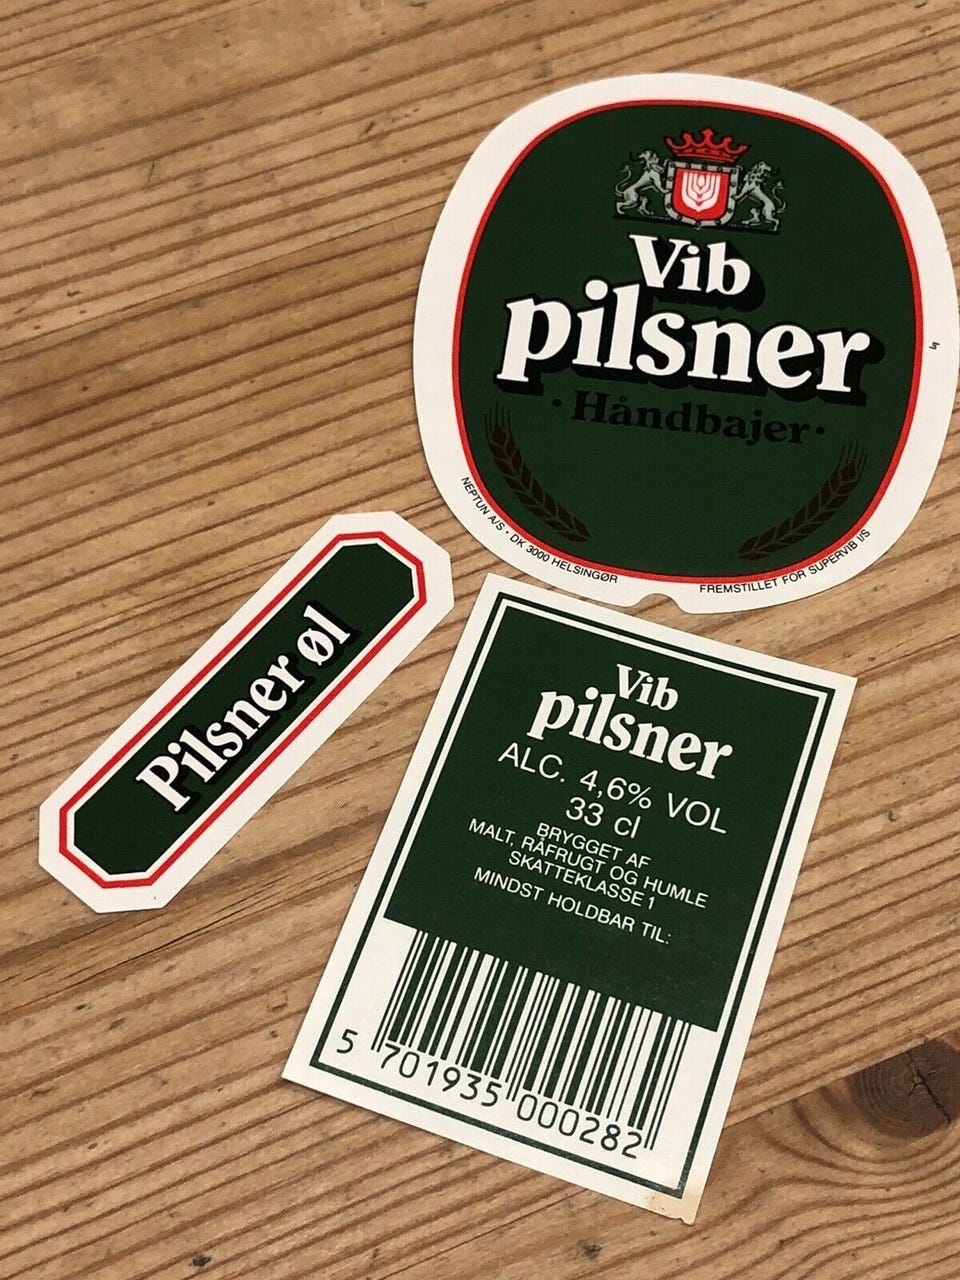 Vib
pilsner
· Håndbajer ·
NEPTUN A/S · DK 3000 HELSINGØR
FREMSTILLET FOR SUPERVIB I/S
Pilsner øl
Vib
pilsner
ALC. 4,6% VOL
33 cl
BRYGGET AF
MALT, RÅFRUGT OG HUMLE
SKATTEKLASSE 1
MINDST HOLDBAR TIL:
5 701935 000282